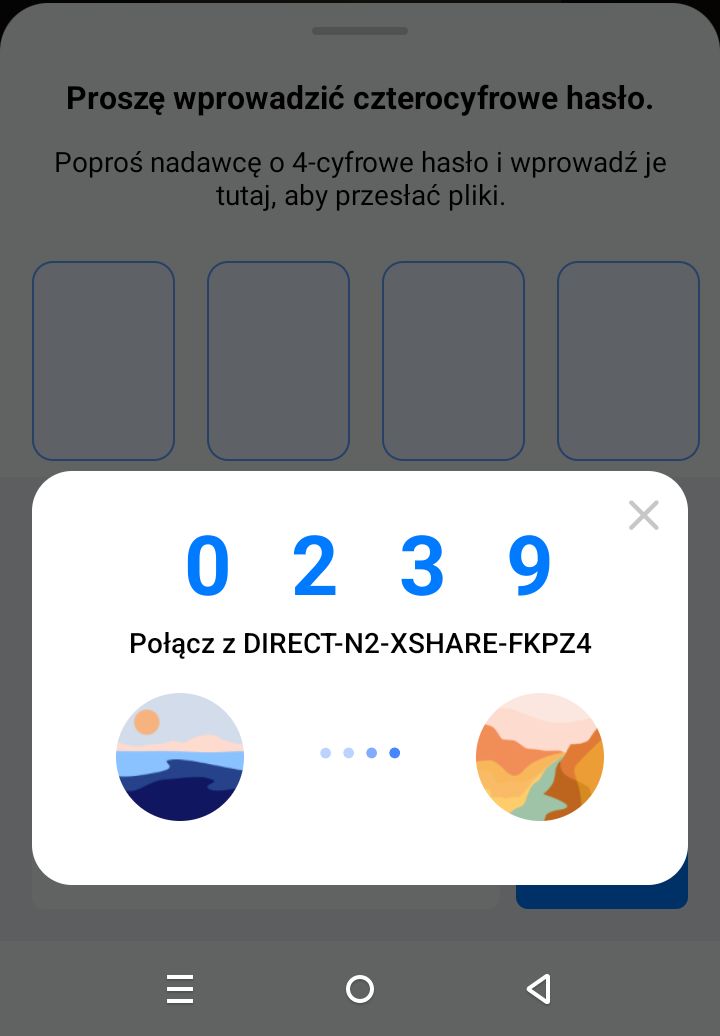 Proszę wprowadzić czterocyfrowe hasło.
Poproś nadawcę o 4-cyfrowe hasło i wprowadź je
tutaj, aby przesłać pliki.
0 2 3 9
Połącz z DIRECT-N2-XSHARE-FKPZ4